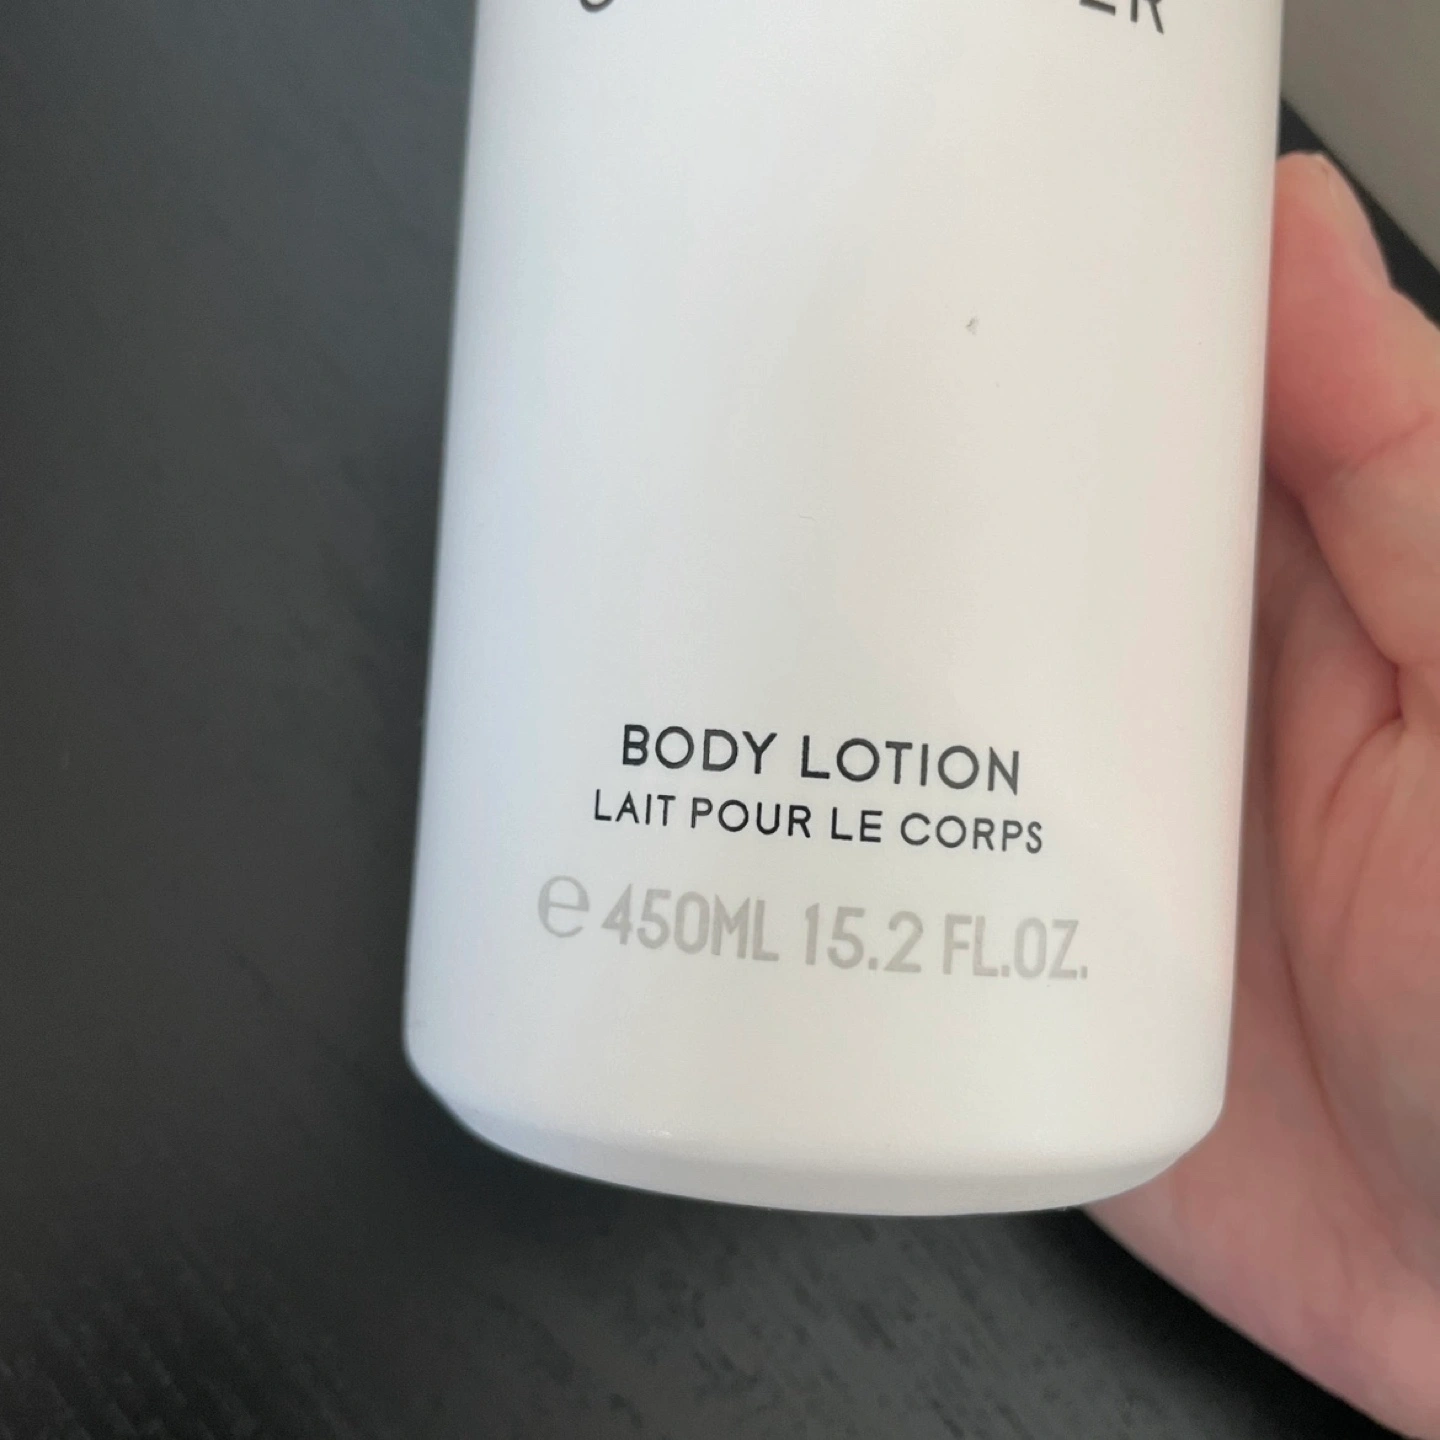 BODY LOTION
LAIT POUR LE CORPS
℮ 450ML 15.2 FL.OZ.